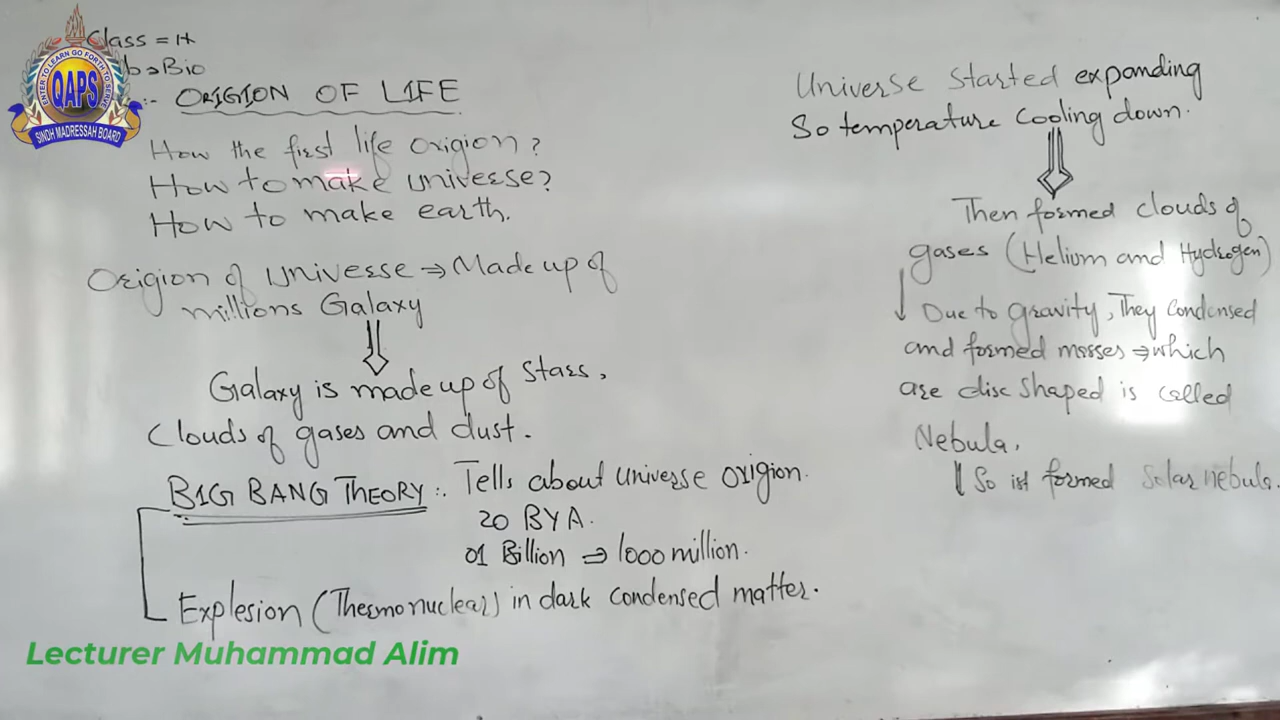 Class = 1t
b → Bio
:- ORIGION OF LIFE
How the first life origion?
How to make universe?
How to make earth.
Origion of universe → Made up of
millions Galaxy
Galaxy is made up of stars,
Clouds of gases and dust.
BIG BANG THEORY :. Tells about universe origion.
20 BYA.
01 Billion ⇒ 1000 million.
Explesion (Thermonuclear) in dark condensed matter.
Universe started expanding
So temperature cooling down.
Then formed clouds of
gases (Helium and Hydrogen)
Due to gravity, They condensed
and formed masses → which
are disc shaped is called
Nebula.
So ist formed Solar nebula.
ENTER TO LEARN GO FORTH TO SERVE
QAPS
SINDH MADRESSAH BOARD
Lecturer Muhammad Alim